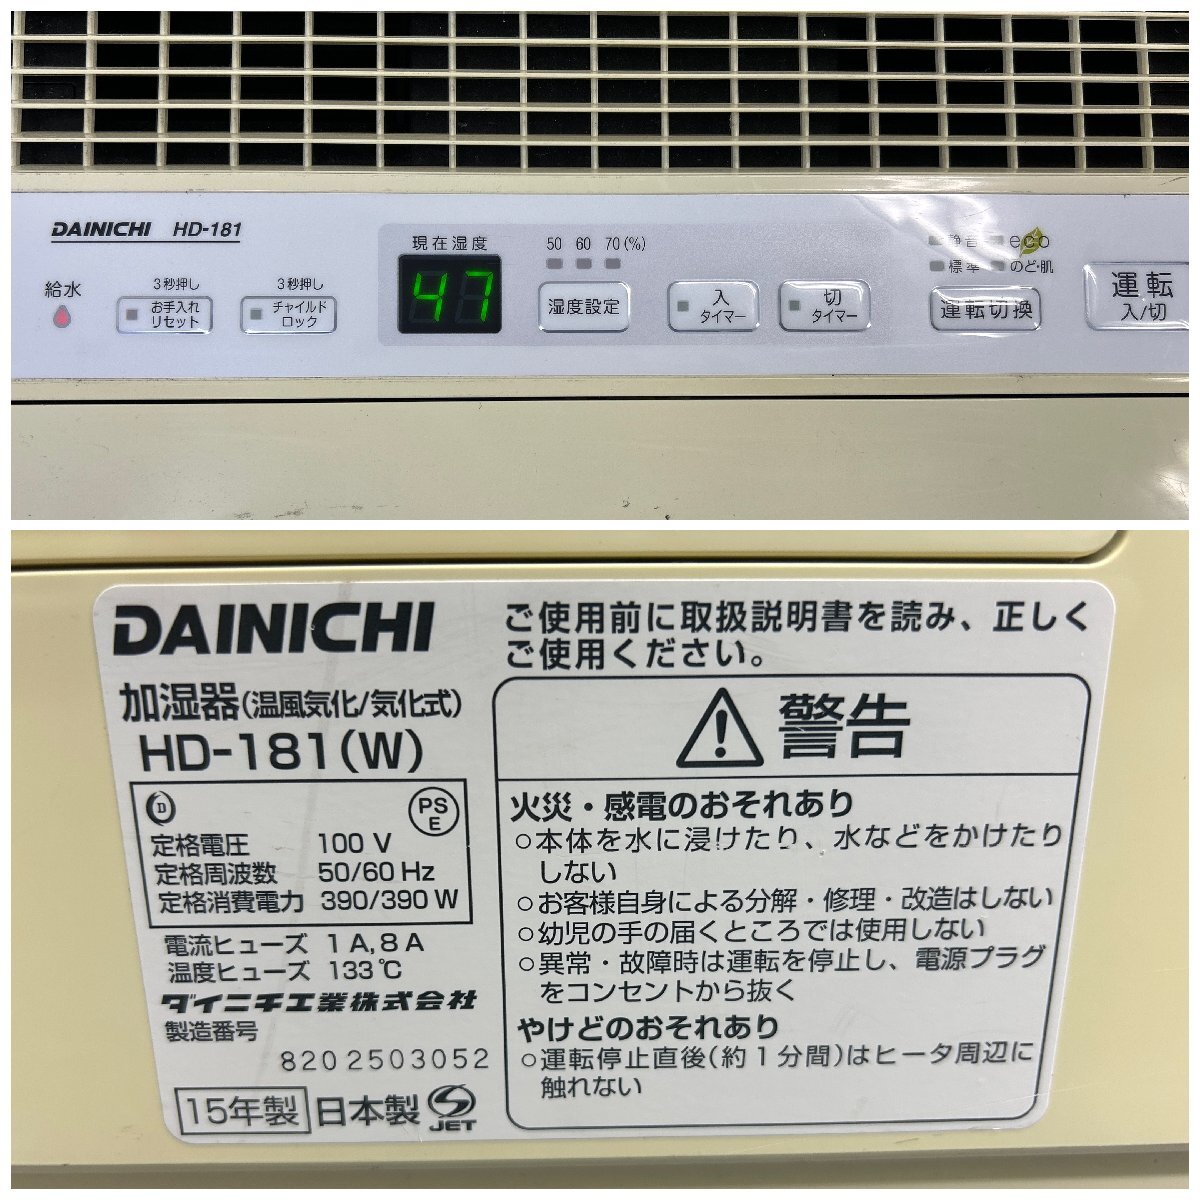 DAINICHI HD-181
給水
3秒押し
お手入れ
リセット
3秒押し
チャイルド
ロック
現在湿度
47
50 60 70(%)
湿度設定
入
タイマー
切
タイマー
静音 eco
標準 のど・肌
運転切換
運転
入/切
DAINICHI
加湿器(温風気化/気化式)
HD-181(W)
D
PS
E
定格電圧 100 V
定格周波数 50/60 Hz
定格消費電力 390/390 W
電流ヒューズ 1 A,8 A
温度ヒューズ 133℃
ダイニチ工業株式会社
製造番号
8202503052
15年製 日本製 JET
ご使用前に取扱説明書を読み、正しく
ご使用ください。
警告
火災・感電のおそれあり
○本体を水に浸けたり、水などをかけたり
しない
○お客様自身による分解・修理・改造はしない
○幼児の手の届くところでは使用しない
○異常・故障時は運転を停止し、電源プラグ
をコンセントから抜く
やけどのおそれあり
○運転停止直後(約1分間)はヒータ周辺に
触れない